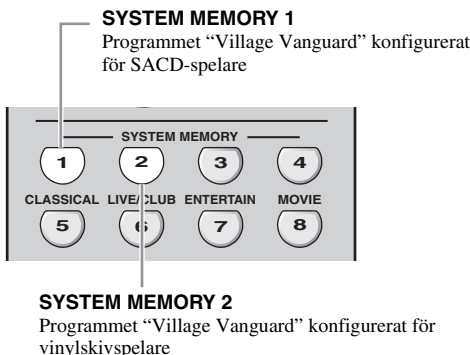 SYSTEM MEMORY 1
Programmet “Village Vanguard” konfigurerat
för SACD-spelare
SYSTEM MEMORY
1 2 3 4
CLASSICAL LIVE/CLUB ENTERTAIN MOVIE
5 6 7 8
SYSTEM MEMORY 2
Programmet “Village Vanguard” konfigurerat för
vinylskivspelare